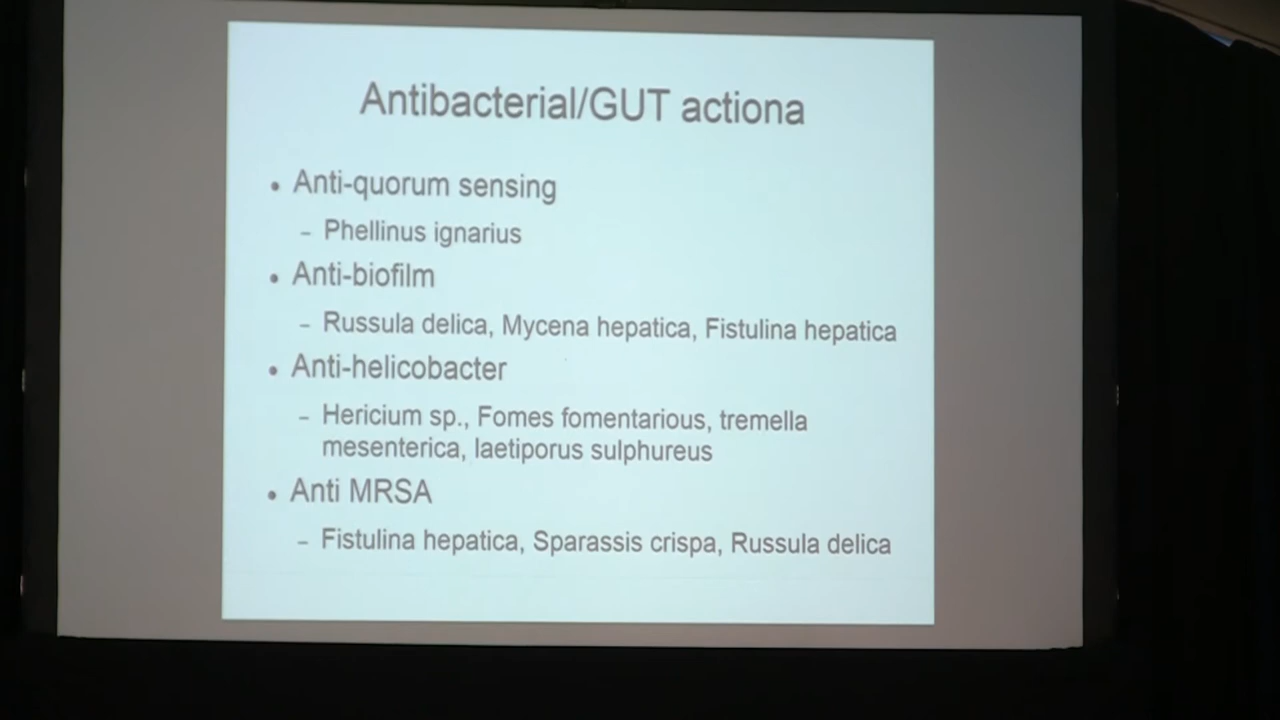 Antibacterial/GUT actiona
• Anti-quorum sensing
– Phellinus ignarius
• Anti-biofilm
– Russula delica, Mycena hepatica, Fistulina hepatica
• Anti-helicobacter
– Hericium sp., Fomes fomentarious, tremella
mesenterica, laetiporus sulphureus
• Anti MRSA
– Fistulina hepatica, Sparassis crispa, Russula delica